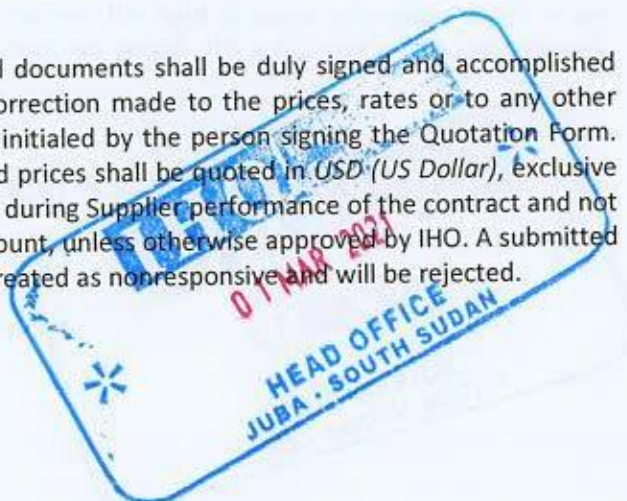 documents shall be duly signed and accomplished
orrection made to the prices, rates or to any other
initialed by the person signing the Quotation Form.
d prices shall be quoted in USD (US Dollar), exclusive
during Supplier performance of the contract and not
ount, unless otherwise approved by IHO. A submitted
reated as nonresponsive and will be rejected.
01 MAR 2021
HEAD OFFICE
JUBA · SOUTH SUDAN